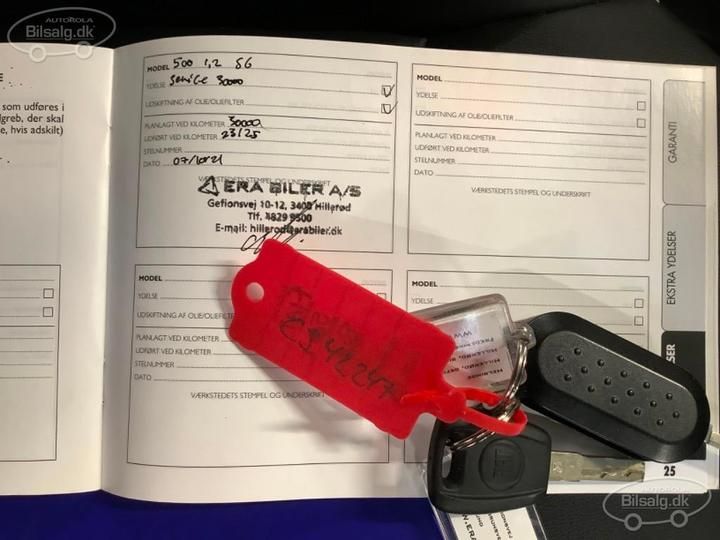 AUTOROLA
Bilsalg.dk
som udføres i
lgreb, der skal
e, hvis adskilt)
MODEL 500 1,2 SG
YDELSE Service 30000
UDSKIFTNING AF OLIE/OLIEFILTER
PLANLAGT VED KILOMETER 30000
UDFØRT VED KILOMETER 23125
STELNUMMER
DATO 07/10/21
VÆRKSTEDETS STEMPEL OG UNDERSKRIFT
ERA BILER A/S
Gefionsvej 10-12, 3400 Hillerød
Tlf. 4829 9500
E-mail: hillerod@erabiler.dk
MODEL
YDELSE
UDSKIFTNING AF OLIE/OLIEFILTER
PLANLAGT VED KILOMETER
UDFØRT VED KILOMETER
STELNUMMER
DATO
VÆRKSTEDETS STEMPEL OG UNDERSKRIFT
MODEL
YDELSE
UDSKIFTNING AF OLIE/OLIEFILTER
PLANLAGT VED KILOMETER
UDFØRT VED KILOMETER
STELNUMMER
DATO
VÆRKSTEDETS STEMPEL OG UNDERSKRIFT
MODEL
YDELSE
GARANTI
EKSTRA YDELSER
25
AUTOROLA
Bilsalg.dk